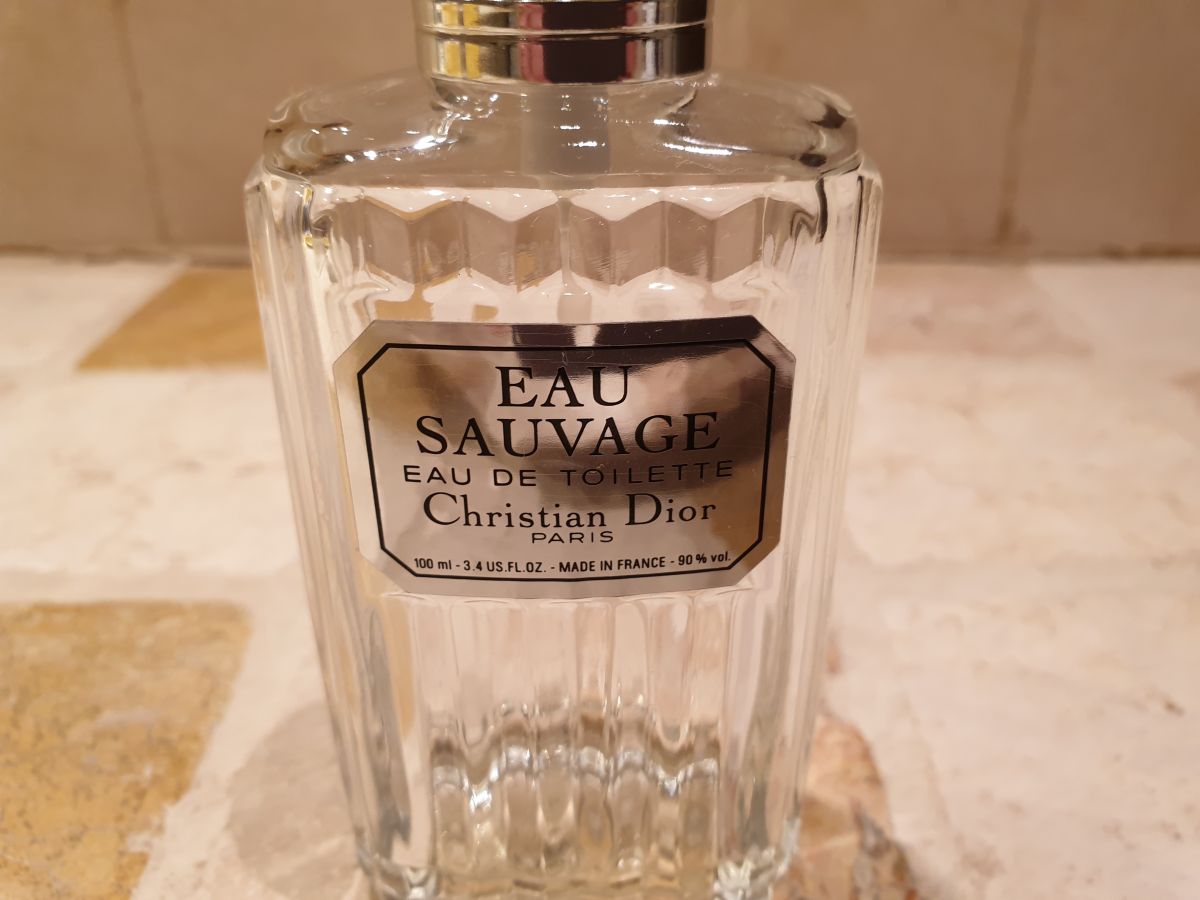 EAU
SAUVAGE
EAU DE TOILETTE
Christian Dior
PARIS
100 ml - 3.4 US.FL.OZ. - MADE IN FRANCE - 90 % vol.